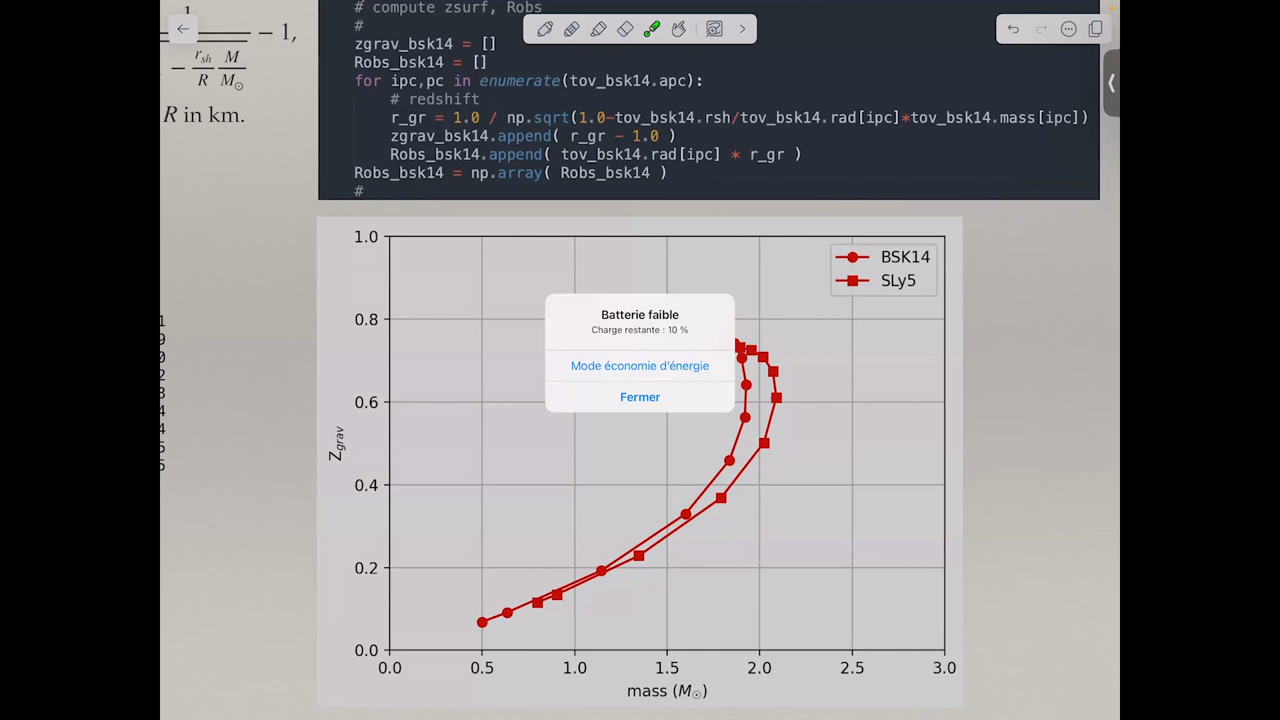 1
- 1,
r_sh M
R M_⊙
R in km.
# compute zsurf, Robs
#
zgrav_bsk14 = []
Robs_bsk14 = []
for ipc,pc in enumerate(tov_bsk14.apc):
# redshift
r_gr = 1.0 / np.sqrt(1.0-tov_bsk14.rsh/tov_bsk14.rad[ipc]*tov_bsk14.mass[ipc])
zgrav_bsk14.append( r_gr - 1.0 )
Robs_bsk14.append( tov_bsk14.rad[ipc] * r_gr )
Robs_bsk14 = np.array( Robs_bsk14 )
#
BSK14
SLy5
Batterie faible
Charge restante : 10 %
Mode économie d'énergie
Fermer
1.0
0.8
0.6
0.4
0.2
0.0
Z_grav
0.0 0.5 1.0 1.5 2.0 2.5 3.0
mass (M_⊙)